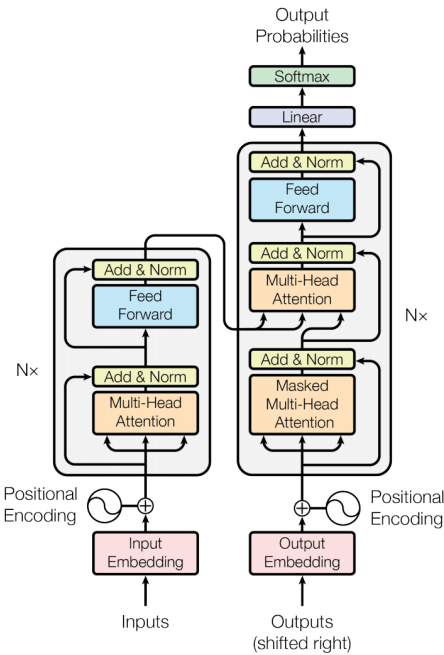 Output
Probabilities
Softmax
Linear
Add & Norm
Feed
Forward
Add & Norm
Multi-Head
Attention
Add & Norm
Masked
Multi-Head
Attention
N×
Positional
Encoding
Output
Embedding
Outputs
(shifted right)
Add & Norm
Feed
Forward
Add & Norm
Multi-Head
Attention
N×
Positional
Encoding
Input
Embedding
Inputs